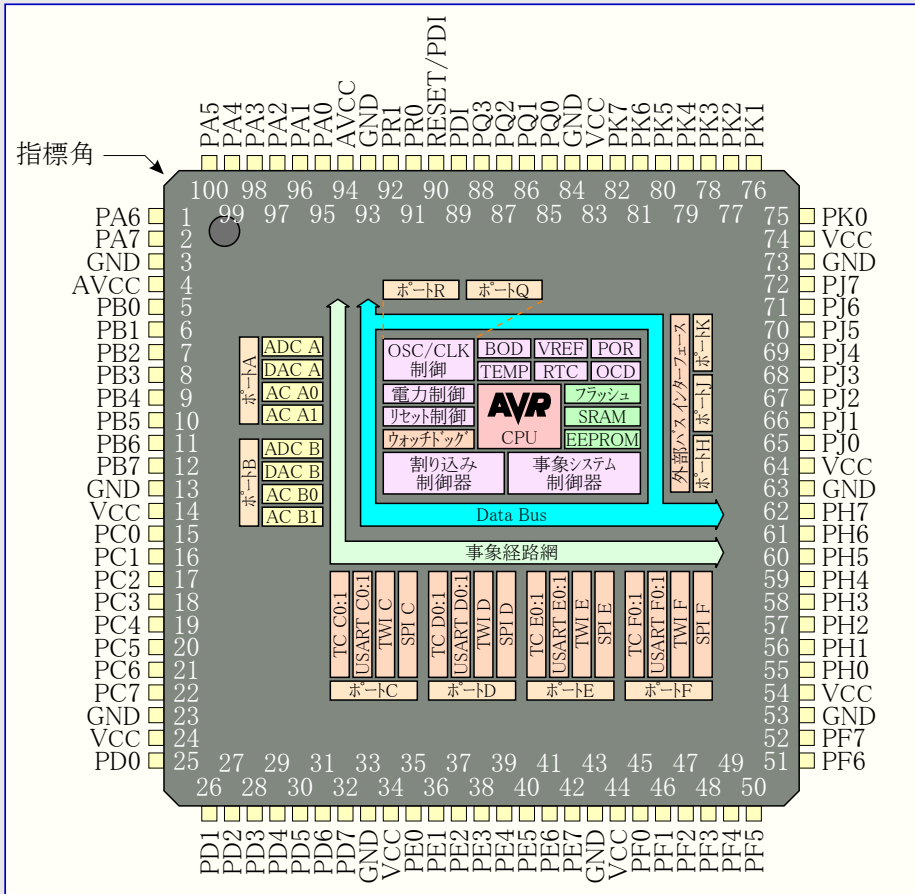 PA5
PA4
PA3
PA2
PA1
PA0
AVCC
GND
PR1
PR0
RESET/PDI
PDI
PQ3
PQ2
PQ1
PQ0
GND
VCC
PK7
PK6
PK5
PK4
PK3
PK2
PK1
指標角
100
99
98
97
96
95
94
93
92
91
90
89
88
87
86
85
84
83
82
81
80
79
78
77
76
PA6 1
PA7 2
GND 3
AVCC 4
PB0 5
PB1 6
PB2 7
PB3 8
PB4 9
PB5 10
PB6 11
PB7 12
GND 13
VCC 14
PC0 15
PC1 16
PC2 17
PC3 18
PC4 19
PC5 20
PC6 21
PC7 22
GND 23
VCC 24
PD0 25
75 PK0
74 VCC
73 GND
72 PJ7
71 PJ6
70 PJ5
69 PJ4
68 PJ3
67 PJ2
66 PJ1
65 PJ0
64 VCC
63 GND
62 PH7
61 PH6
60 PH5
59 PH4
58 PH3
57 PH2
56 PH1
55 PH0
54 VCC
53 GND
52 PF7
51 PF6
ポートR
ポートQ
ポートA
ADC A
DAC A
AC A0
AC A1
ポートB
ADC B
DAC B
AC B0
AC B1
OSC/CLK
制御
BOD
VREF
POR
TEMP
RTC
OCD
電力制御
リセット制御
ウォッチドッグ
AVR
CPU
フラッシュ
SRAM
EEPROM
割り込み
制御器
事象システム
制御器
外部バス インターフェース
ポートK
ポートJ
ポートH
Data Bus
事象経路網
TC C0:1
USART C0:1
TWI C
SPI C
TC D0:1
USART D0:1
TWI D
SPI D
TC E0:1
USART E0:1
TWI E
SPI E
TC F0:1
USART F0:1
TWI F
SPI F
ポートC
ポートD
ポートE
ポートF
26
27
28
29
30
31
32
33
34
35
36
37
38
39
40
41
42
43
44
45
46
47
48
49
50
PD1
PD2
PD3
PD4
PD5
PD6
PD7
GND
VCC
PE0
PE1
PE2
PE3
PE4
PE5
PE6
PE7
GND
VCC
PF0
PF1
PF2
PF3
PF4
PF5